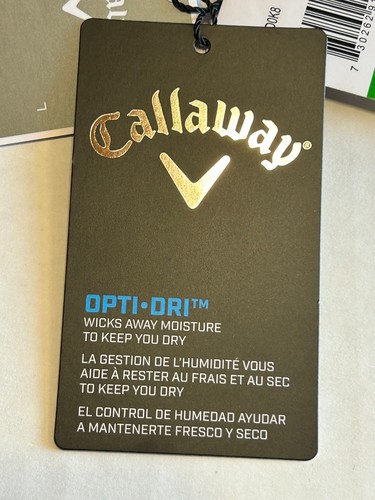 Callaway®
OPTI•DRI™
WICKS AWAY MOISTURE
TO KEEP YOU DRY
LA GESTION DE L'HUMIDITÉ VOUS
AIDE À RESTER AU FRAIS ET AU SEC
TO KEEP YOU DRY
EL CONTROL DE HUMEDAD AYUDAR
A MANTENERTE FRESCO Y SECO